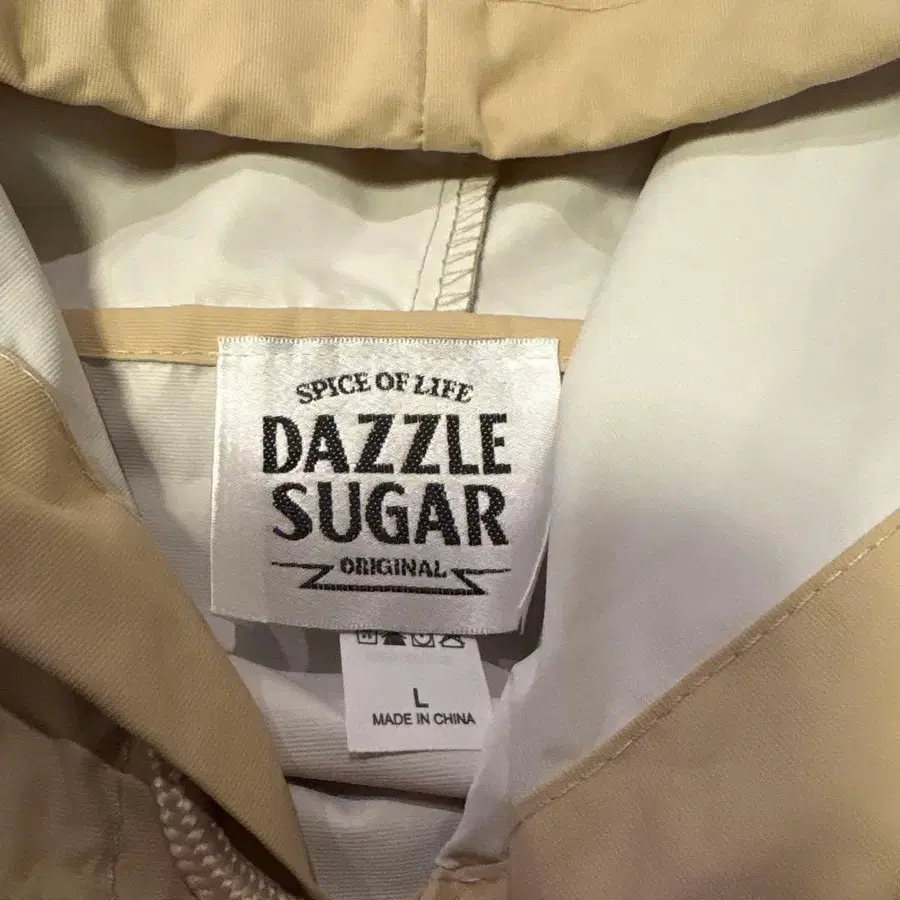 SPICE OF LIFE
DAZZLE
SUGAR
ORIGINAL
L
MADE IN CHINA